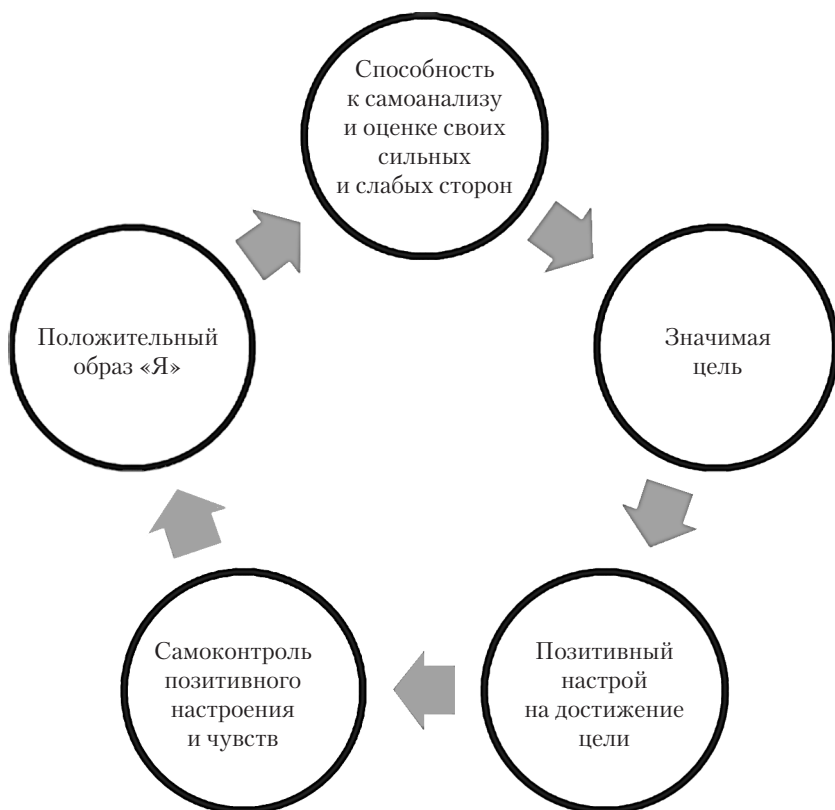 Способность
к самоанализу
и оценке своих
сильных
и слабых сторон
Значимая
цель
Позитивный
настрой
на достижение
цели
Самоконтроль
позитивного
настроения
и чувств
Положительный
образ «Я»